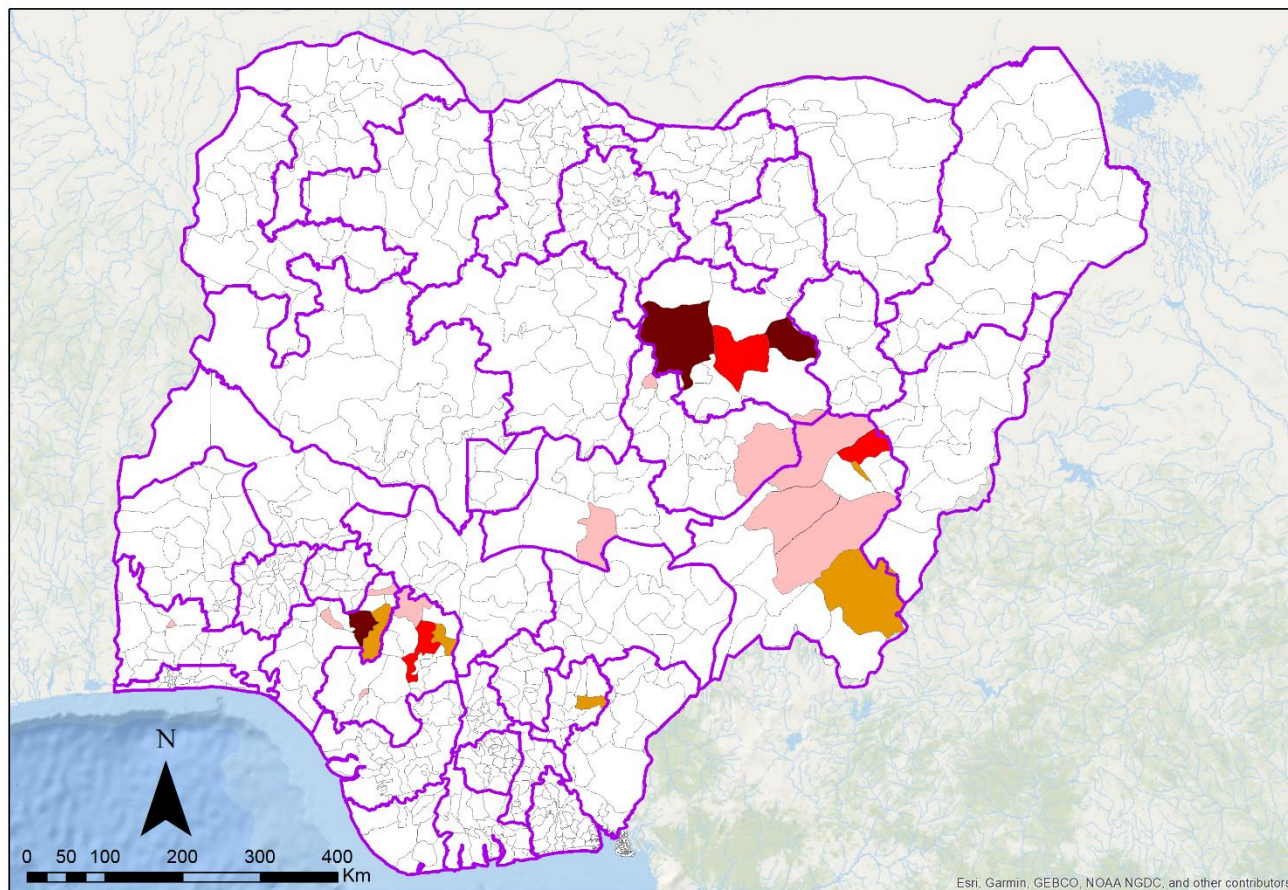 N
0 50 100 200 300 400
Km
Esri, Garmin, GEBCO, NOAA NGDC, and other contributors